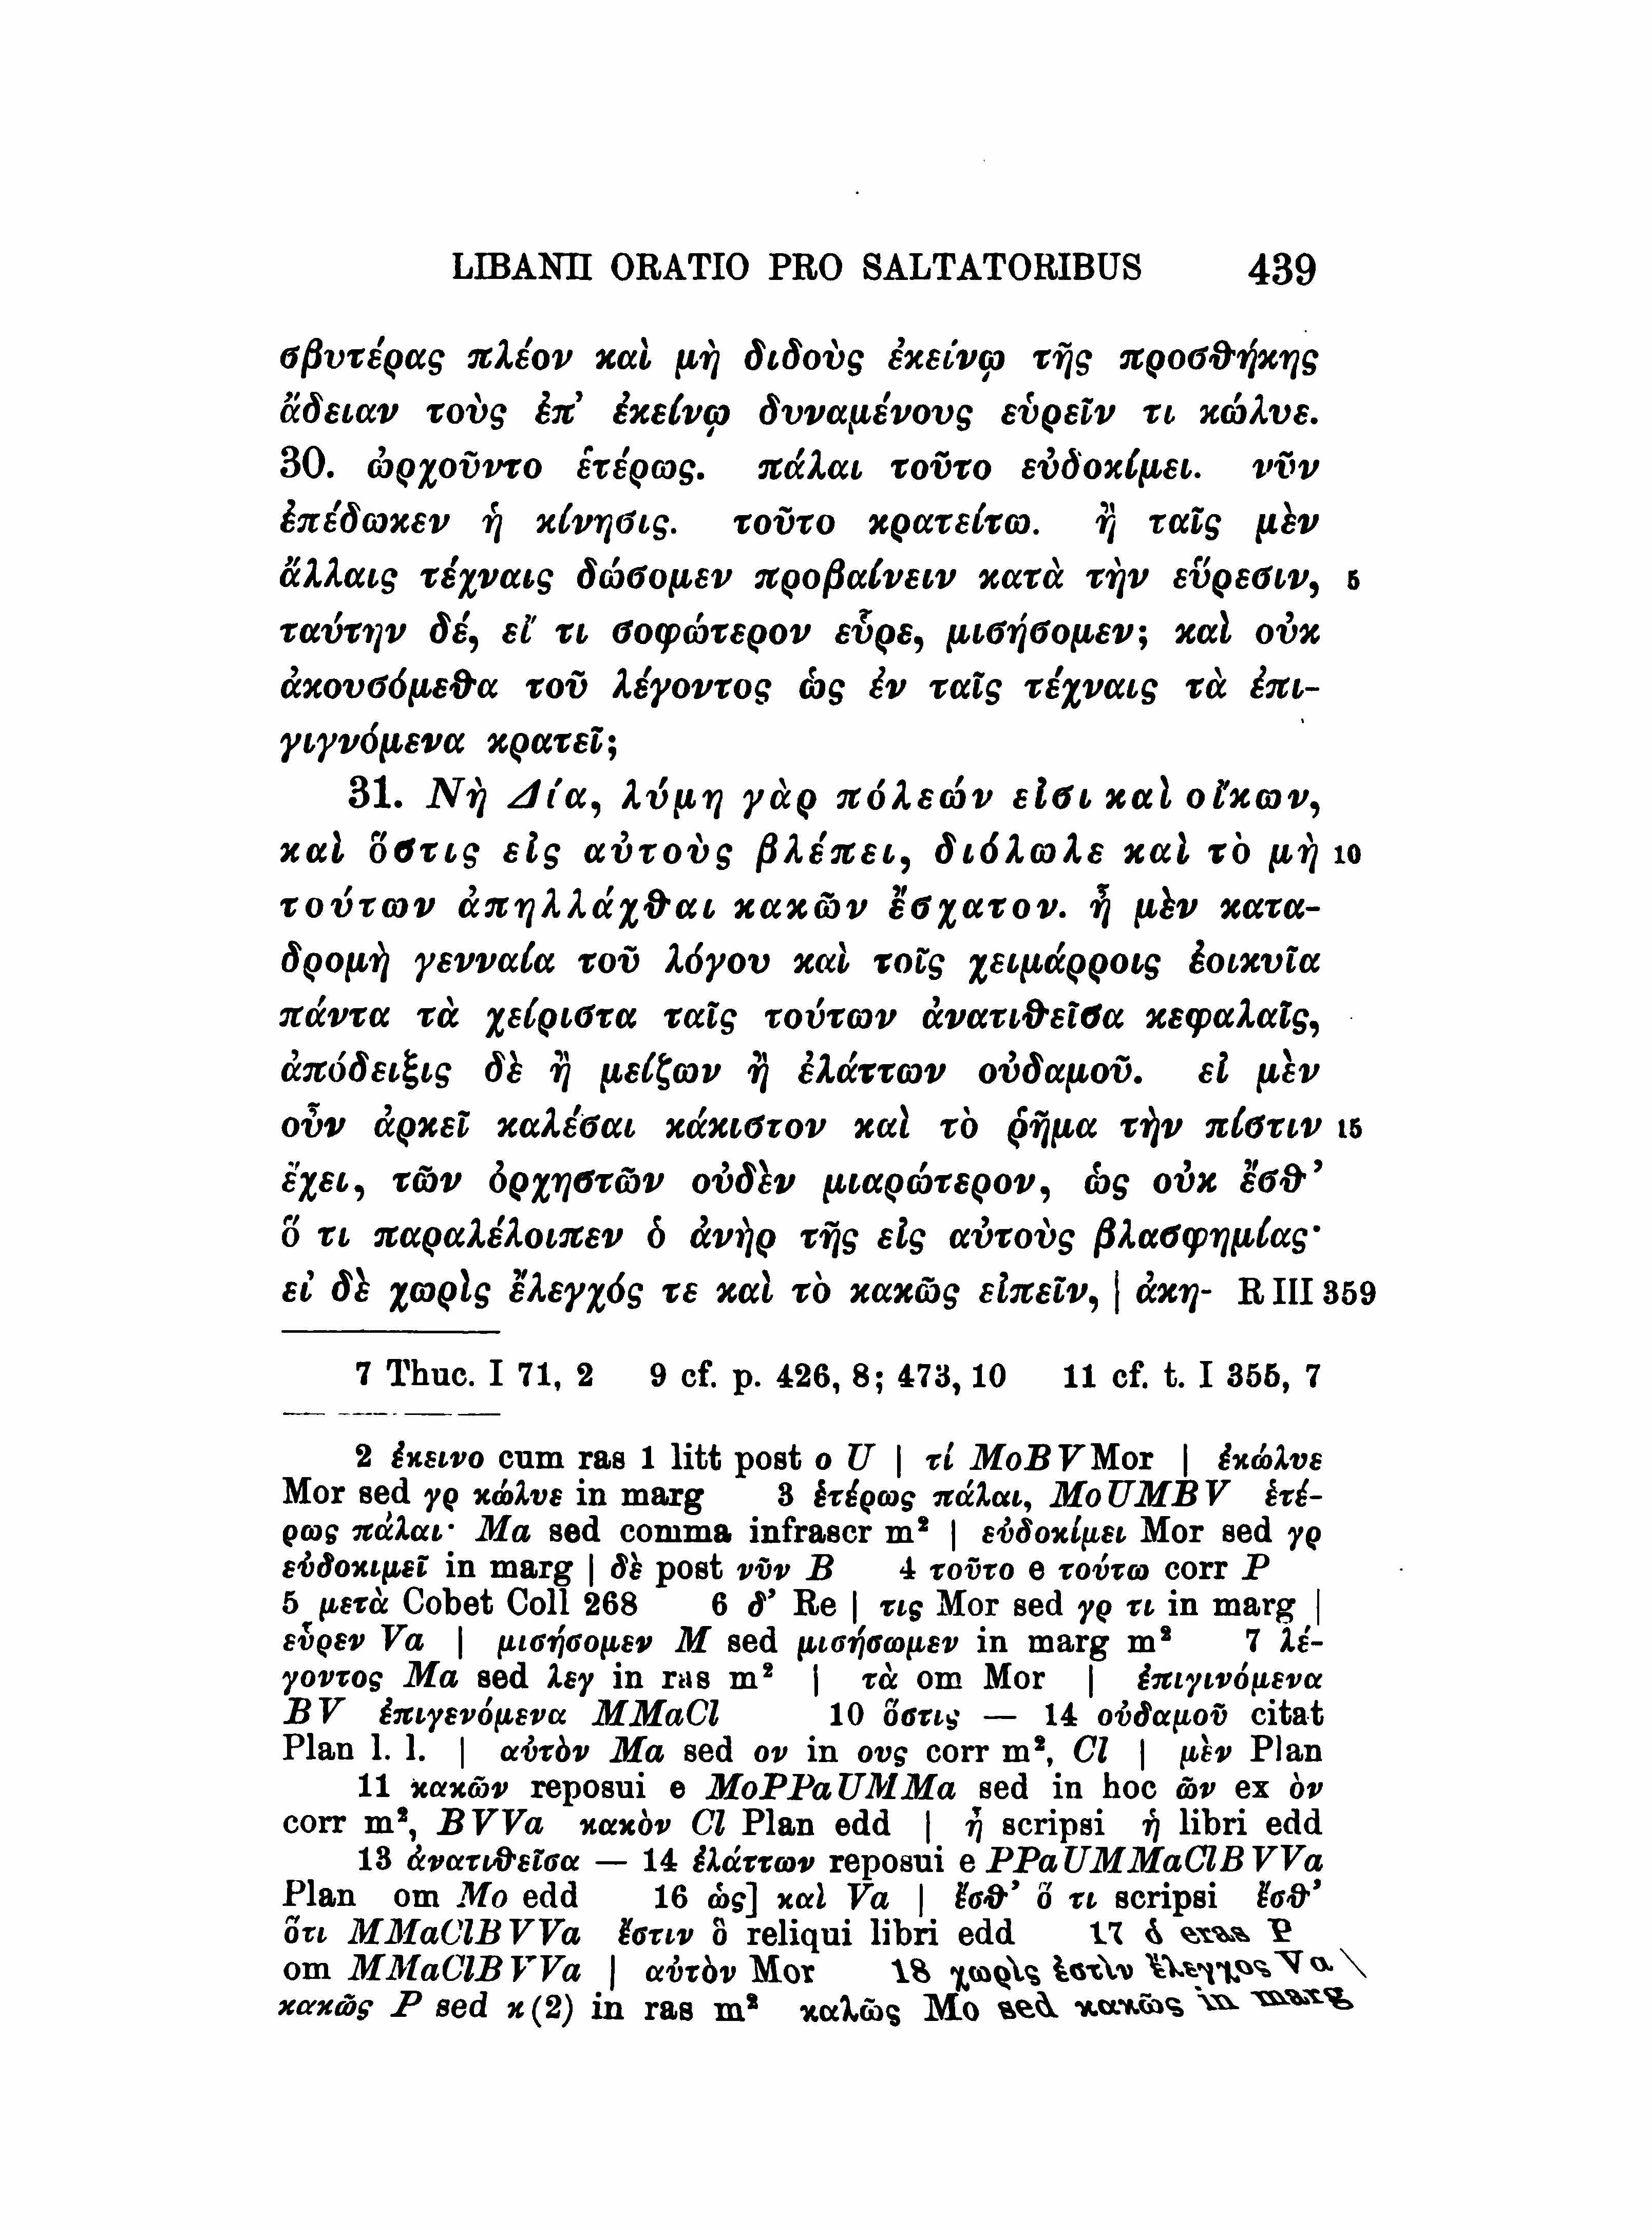 LIBANII ORATIO PRO SALTATORIBUS 439
σβυτέρας πλέον καὶ μὴ διδοὺς ἐκείνῳ τῆς προσθήκης
ἄδειαν τοὺς ἐπ’ ἐκείνῳ δυναμένους εὑρεῖν τι κώλυε.
30. ὠρχοῦντο ἑτέρως. πάλαι τοῦτο εὐδοκίμει. νῦν
ἐπέδωκεν ἡ κίνησις. τοῦτο κρατείτω. ἢ ταῖς μὲν
ἄλλαις τέχναις δώσομεν προβαίνειν κατὰ τὴν εὕρεσιν, 5
ταύτην δέ, εἴ τι σοφώτερον εὗρε, μισήσομεν; καὶ οὐκ
ἀκουσόμεθα τοῦ λέγοντος ὡς ἐν ταῖς τέχναις τὰ ἐπι-
γιγνόμενα κρατεῖ;
31. Νὴ Δία, λύμη γὰρ πόλεών εἰσι καὶ οἴκων,
καὶ ὅστις εἰς αὐτοὺς βλέπει, διόλωλε καὶ τὸ μὴ 10
τούτων ἀπηλλάχθαι κακῶν ἔσχατον. ἦ μὲν κατα-
δρομὴ γενναία τοῦ λόγου καὶ τοῖς χειμάρροις ἐοικυῖα
πάντα τὰ χείριστα ταῖς τούτων ἀνατιθεῖσα κεφαλαῖς,
ἀπόδειξις δὲ ἢ μείζων ἢ ἐλάττων οὐδαμοῦ. εἰ μὲν
οὖν ἀρκεῖ καλέσαι κάκιστον καὶ τὸ ῥῆμα τὴν πίστιν 15
ἔχει, τῶν ὀρχηστῶν οὐδὲν μιαρώτερον, ὡς οὐκ ἔσθ’
ὅ τι παραλέλοιπεν ὁ ἀνὴρ τῆς εἰς αὐτοὺς βλασφημίας·
εἰ δὲ χωρὶς ἔλεγχός τε καὶ τὸ κακῶς εἰπεῖν, | ἀκη- R III 359
7 Thuc. I 71, 2 9 cf. p. 426, 8; 473, 10 11 cf. t. I 355, 7
2 ἐκεινο cum ras 1 litt post ο U | τί MoBVMor | ἐκώλυε
Mor sed γρ κώλυε in marg 3 ἑτέρως πάλαι, MoUMBV ἑτέ-
ρως πάλαι· Ma sed comma infrascr m² | εὐδοκίμει Mor sed γρ
εὐδοκιμεῖ in marg | δὲ post νῦν B 4 τοῦτο e τούτω corr P
5 μετὰ Cobet Coll 268 6 δ’ Re | τις Mor sed γρ τι in marg |
εὗρεν Va | μισήσομεν M sed μισήσωμεν in marg m² 7 λέ-
γοντος Ma sed λεγ in ras m² | τὰ om Mor | ἐπιγινόμενα
BV ἐπιγενόμενα MMaCl 10 ὅστις — 14 οὐδαμοῦ citat
Plan l. l. | αὐτὸν Ma sed ον in ους corr m², Cl | μὲν Plan
11 κακῶν reposui e MoPPaUMMa sed in hoc ῶν ex ὸν
corr m², BVVa κακὸν Cl Plan edd | ἦ scripsi ἡ libri edd
13 ἀνατιθεῖσα — 14 ἐλάττων reposui e PPaUMMaClBVVa
Plan om Mo edd 16 ὡς] καὶ Va | ἔσθ’ ὅ τι scripsi ἔσθ’
ὅτι MMaClBVVa ἔστιν ὃ reliqui libri edd 17 ὁ eras P
om MMaClBVVa | αὐτὸν Mor 18 χωρὶς ἐστὶν ἔλεγχος Va \
κακῶς P sed κ(2) in ras m² καλῶς Mo sed κακῶς in marg